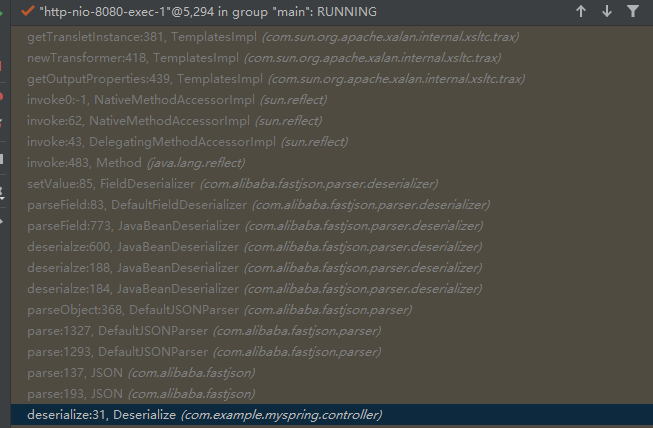 "http-nio-8080-exec-1"@5,294 in group "main": RUNNING
getTransletInstance:381, TemplatesImpl (com.sun.org.apache.xalan.internal.xsltc.trax)
newTransformer:418, TemplatesImpl (com.sun.org.apache.xalan.internal.xsltc.trax)
getOutputProperties:439, TemplatesImpl (com.sun.org.apache.xalan.internal.xsltc.trax)
invoke0:-1, NativeMethodAccessorImpl (sun.reflect)
invoke:62, NativeMethodAccessorImpl (sun.reflect)
invoke:43, DelegatingMethodAccessorImpl (sun.reflect)
invoke:483, Method (java.lang.reflect)
setValue:85, FieldDeserializer (com.alibaba.fastjson.parser.deserializer)
parseField:83, DefaultFieldDeserializer (com.alibaba.fastjson.parser.deserializer)
parseField:773, JavaBeanDeserializer (com.alibaba.fastjson.parser.deserializer)
deserialze:600, JavaBeanDeserializer (com.alibaba.fastjson.parser.deserializer)
deserialze:188, JavaBeanDeserializer (com.alibaba.fastjson.parser.deserializer)
deserialze:184, JavaBeanDeserializer (com.alibaba.fastjson.parser.deserializer)
parseObject:368, DefaultJSONParser (com.alibaba.fastjson.parser)
parse:1327, DefaultJSONParser (com.alibaba.fastjson.parser)
parse:1293, DefaultJSONParser (com.alibaba.fastjson.parser)
parse:137, JSON (com.alibaba.fastjson)
parse:193, JSON (com.alibaba.fastjson)
deserialize:31, Deserialize (com.example.myspring.controller)